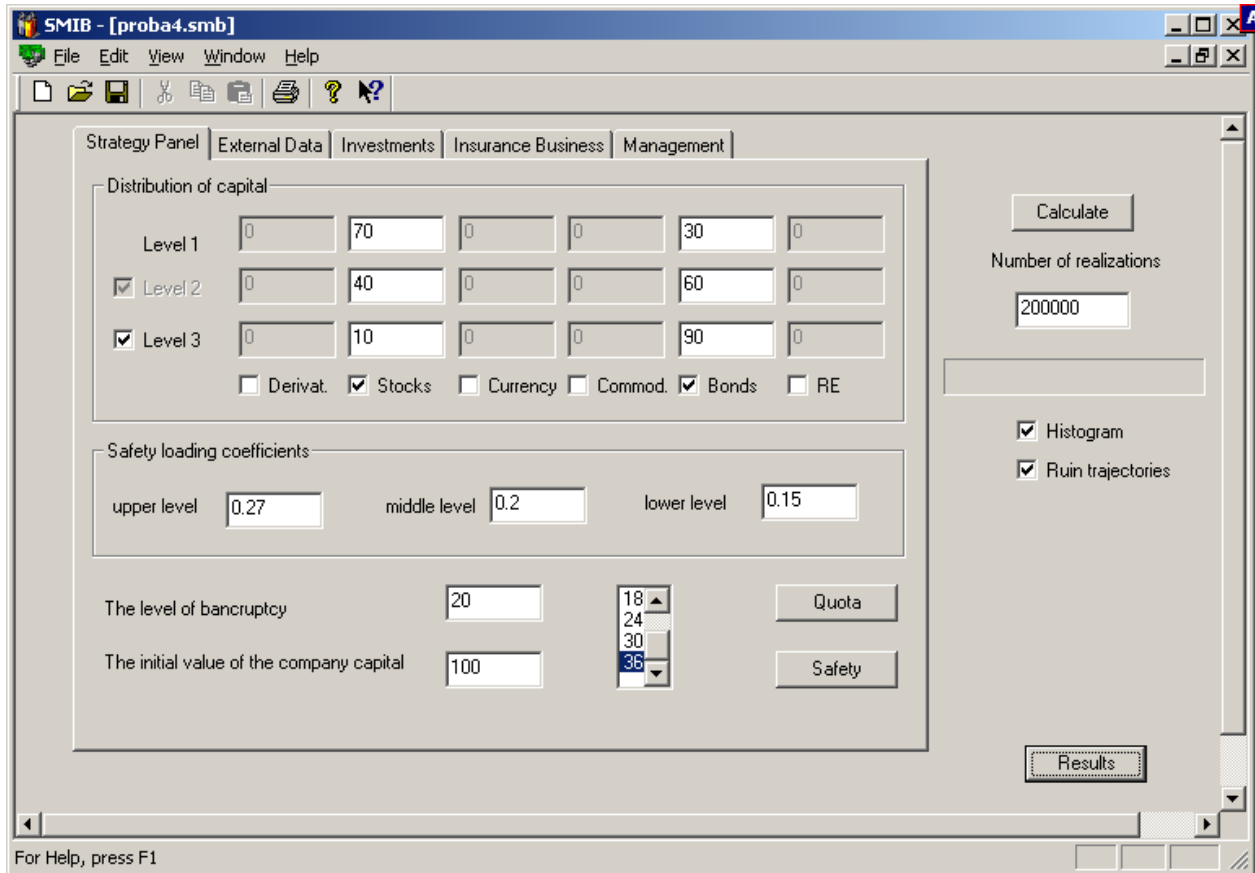 SMIB - [proba4.smb]
File Edit View Window Help
Strategy Panel External Data Investments Insurance Business Management
Distribution of capital
Level 1 0 70 0 0 30 0
Level 2 0 40 0 0 60 0
Level 3 0 10 0 0 90 0
Derivat. Stocks Currency Commod. Bonds RE
Safety loading coefficients
upper level 0.27 middle level 0.2 lower level 0.15
The level of bancruptcy 20
The initial value of the company capital 100
18
24
30
36
Quota
Safety
Calculate
Number of realizations
200000
Histogram
Ruin trajectories
Results
For Help, press F1